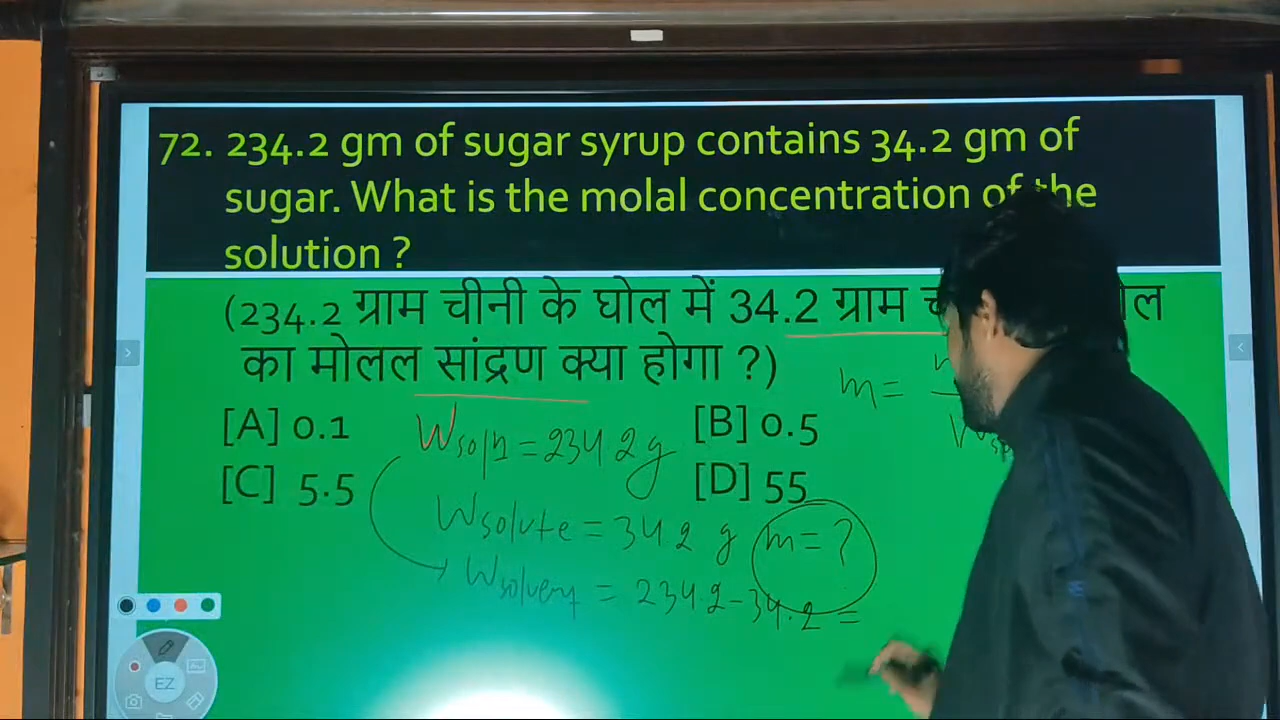 72. 234.2 gm of sugar syrup contains 34.2 gm of
sugar. What is the molal concentration of the
solution ?
(234.2 ग्राम चीनी के घोल में 34.2 ग्राम
का मोलल सांद्रण क्या होगा ?)
m =
[A] 0.1
[B] 0.5
Wsoln = 234.2 g
[C] 5.5
[D] 55
Wsolute = 34.2 g
m = ?
Wsolvent = 234.2 - 34.2 =
EZ